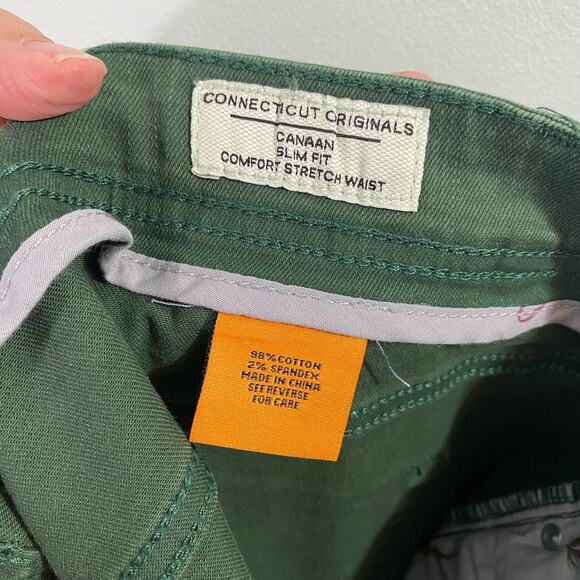 CONNECTICUT ORIGINALS
CANAAN
SLIM FIT
COMFORT STRETCH WAIST
98% COTTON
2% SPANDEX
MADE IN CHINA
SEE REVERSE
FOR CARE